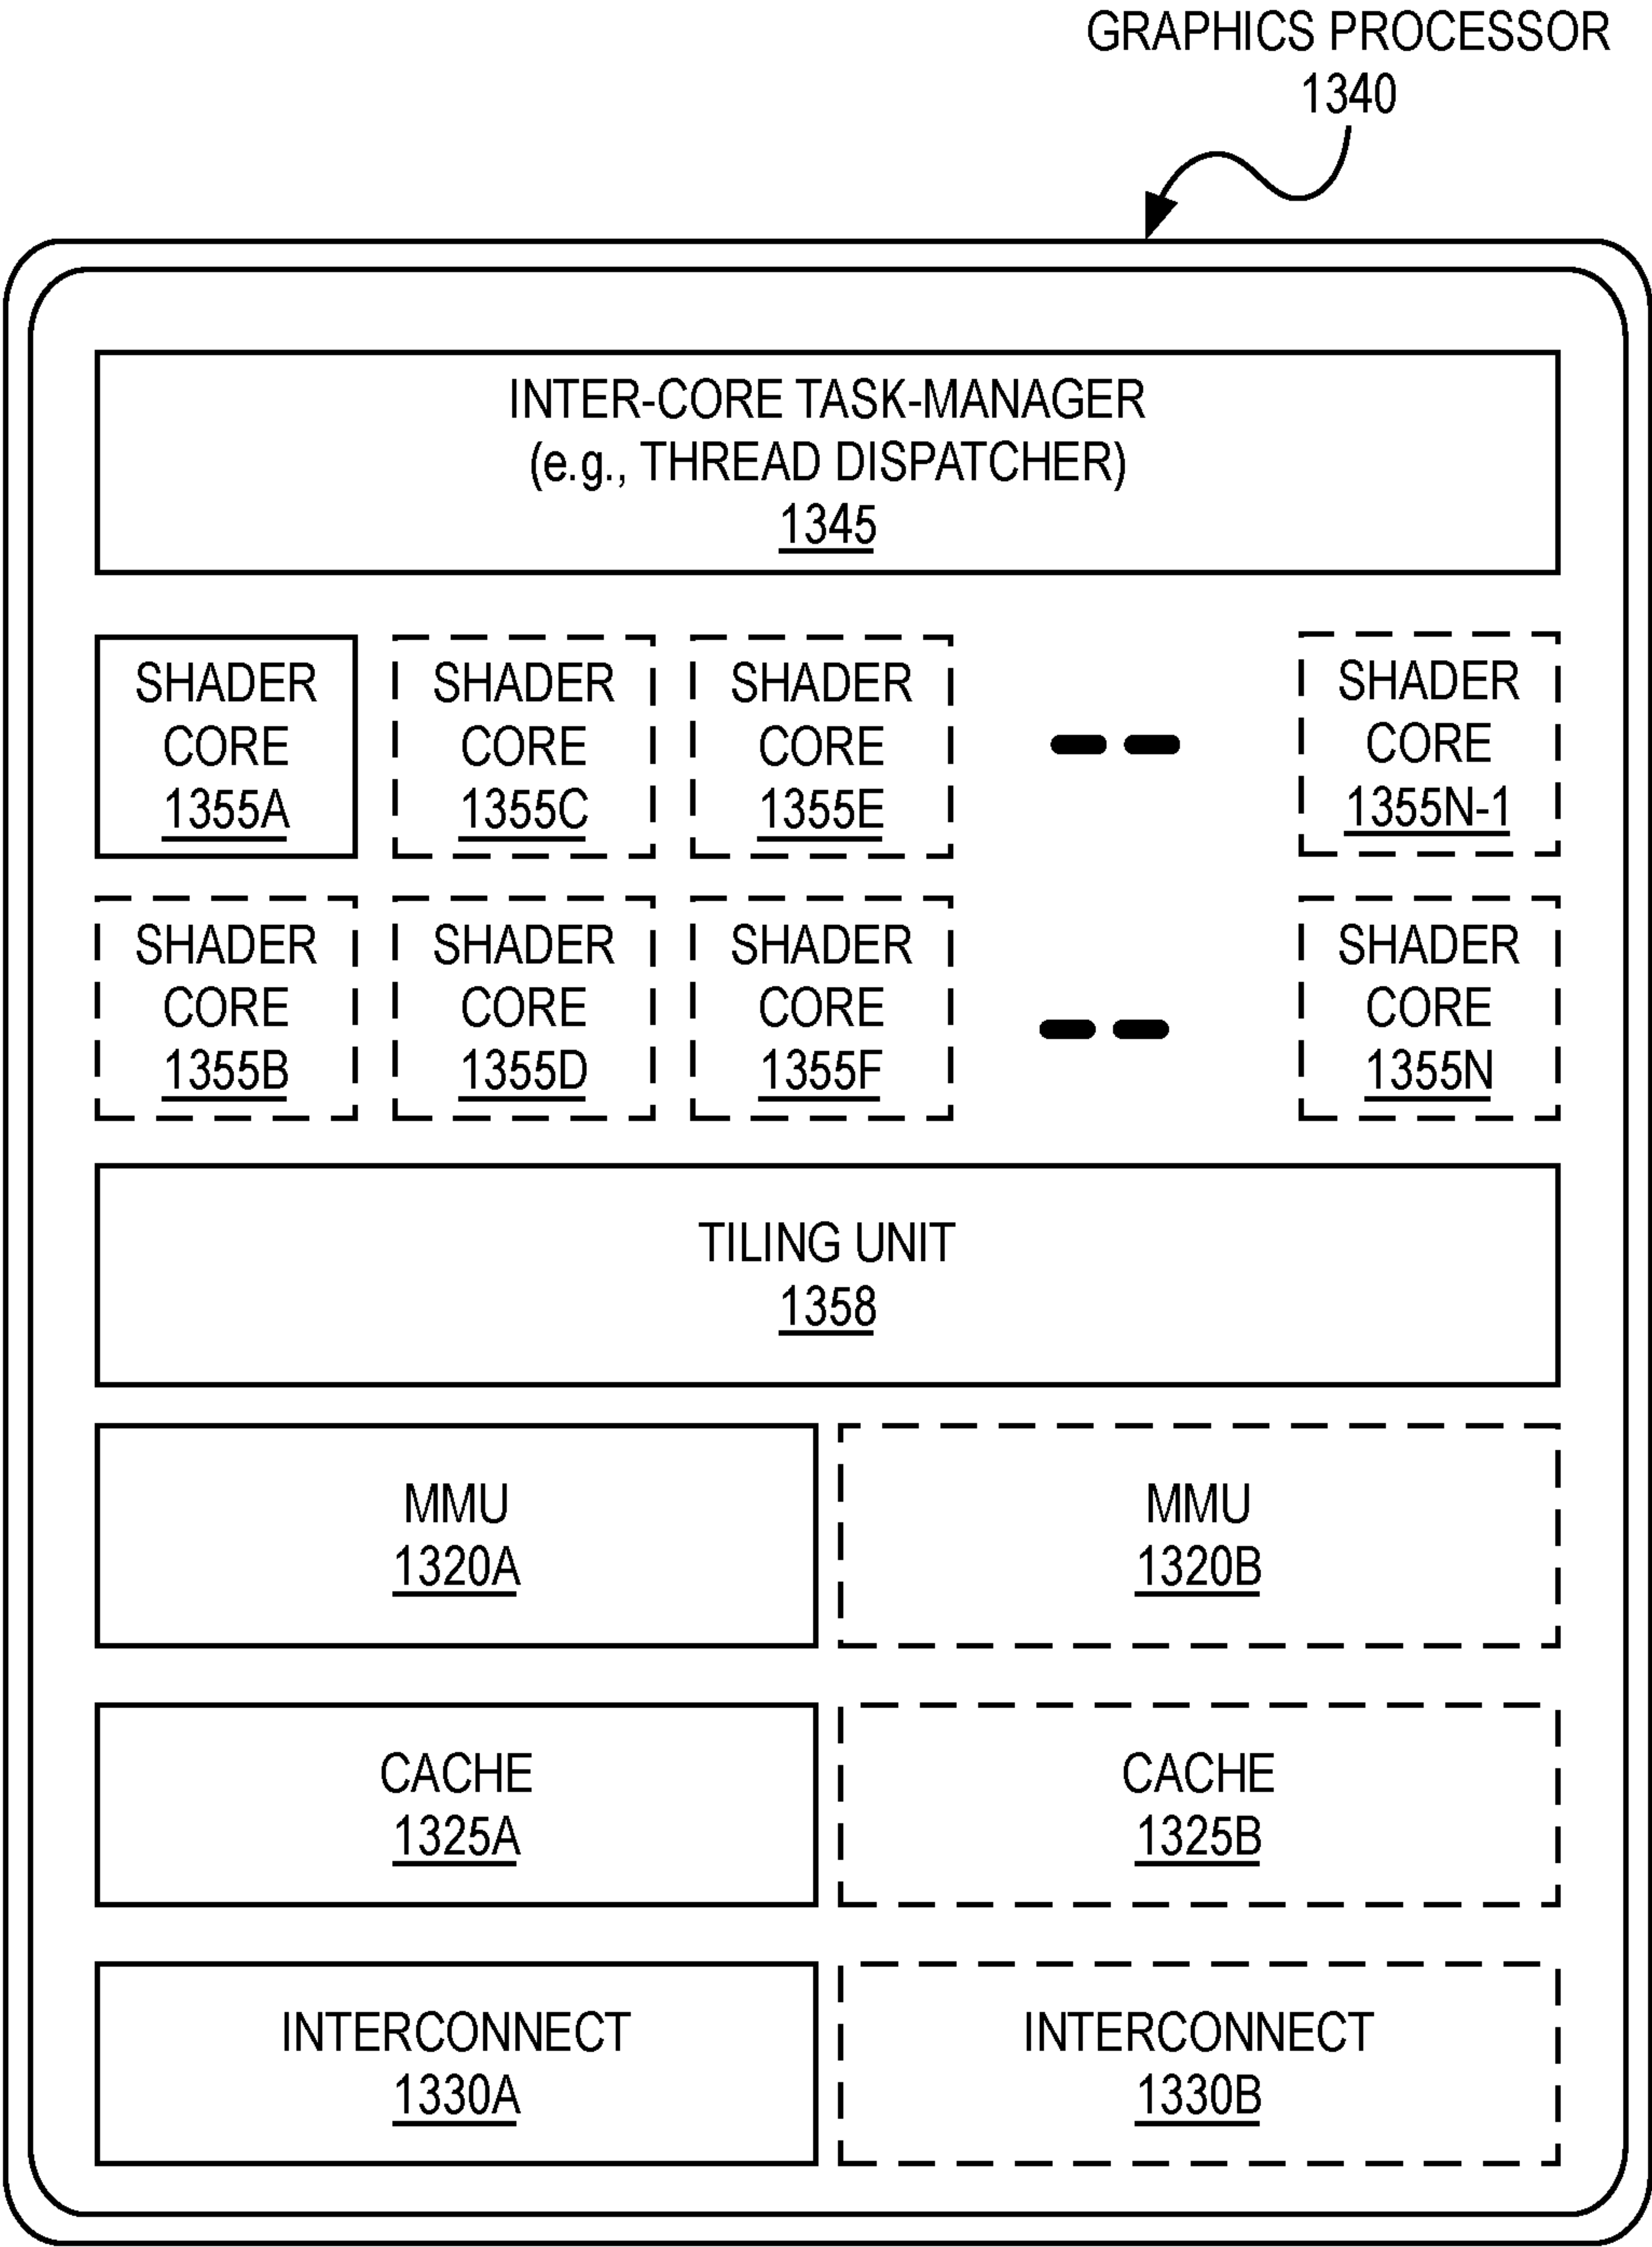 GRAPHICS PROCESSOR
1340
INTER-CORE TASK-MANAGER
(e.g., THREAD DISPATCHER)
1345
SHADER
CORE
1355A
SHADER
CORE
1355C
SHADER
CORE
1355E
SHADER
CORE
1355N-1
SHADER
CORE
1355B
SHADER
CORE
1355D
SHADER
CORE
1355F
SHADER
CORE
1355N
TILING UNIT
1358
MMU
1320A
MMU
1320B
CACHE
1325A
CACHE
1325B
INTERCONNECT
1330A
INTERCONNECT
1330B